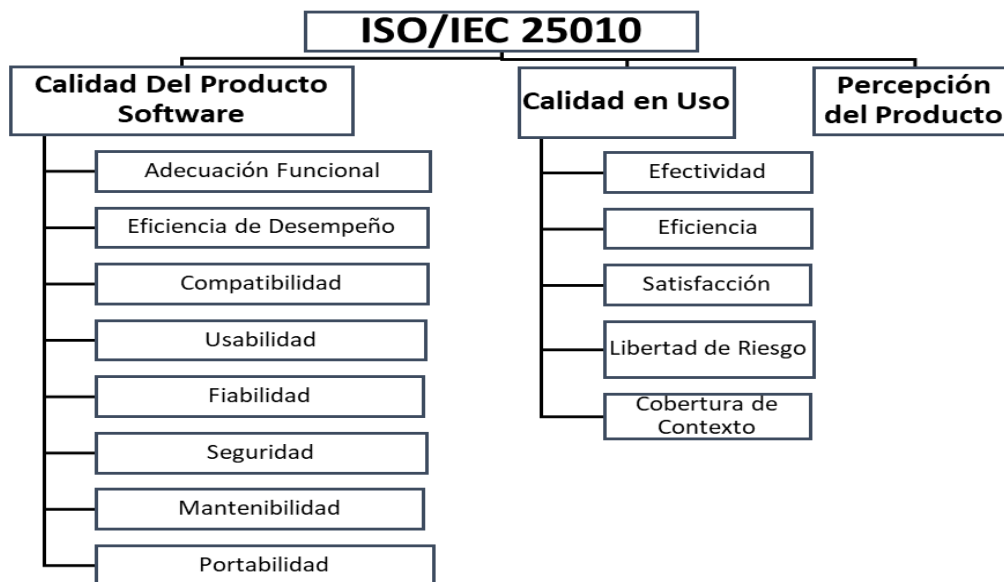 ISO/IEC 25010
Calidad Del Producto
Software
Adecuación Funcional
Eficiencia de Desempeño
Compatibilidad
Usabilidad
Fiabilidad
Seguridad
Mantenibilidad
Portabilidad
Calidad en Uso
Efectividad
Eficiencia
Satisfacción
Libertad de Riesgo
Cobertura de
Contexto
Percepción
del Producto